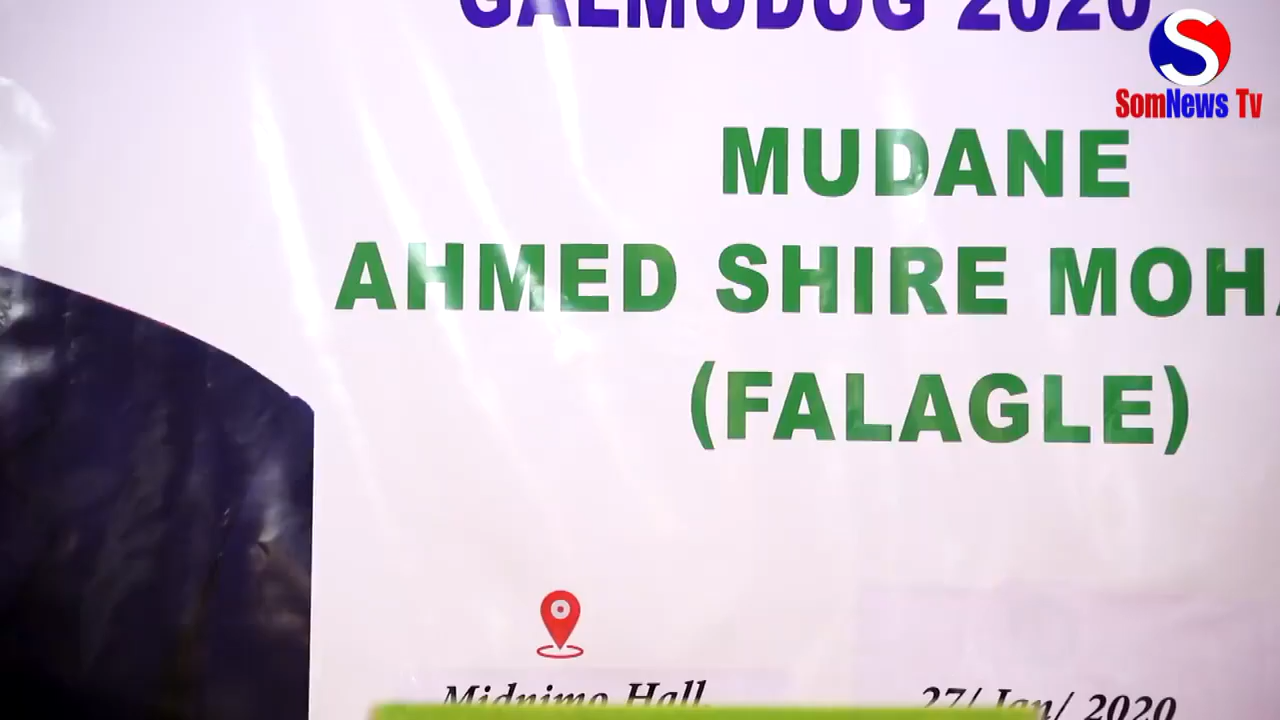 GALMUDUG 2020
SomNews Tv
MUDANE
AHMED SHIRE MOH
(FALAGLE)
Midnimo Hall
27/ Jan/ 2020